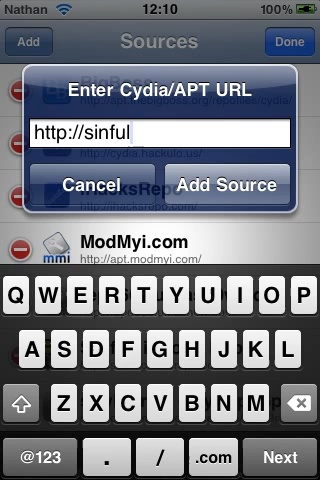 Nathan 12:10 100%
Add Sources Done
Enter Cydia/APT URL
http://sinful
Cancel Add Source
ModMyi.com
mmi http://apt.modmyi.com/
Q W E R T Y U I O P
A S D F G H J K L
Z X C V B N M
@123 . / .com Next